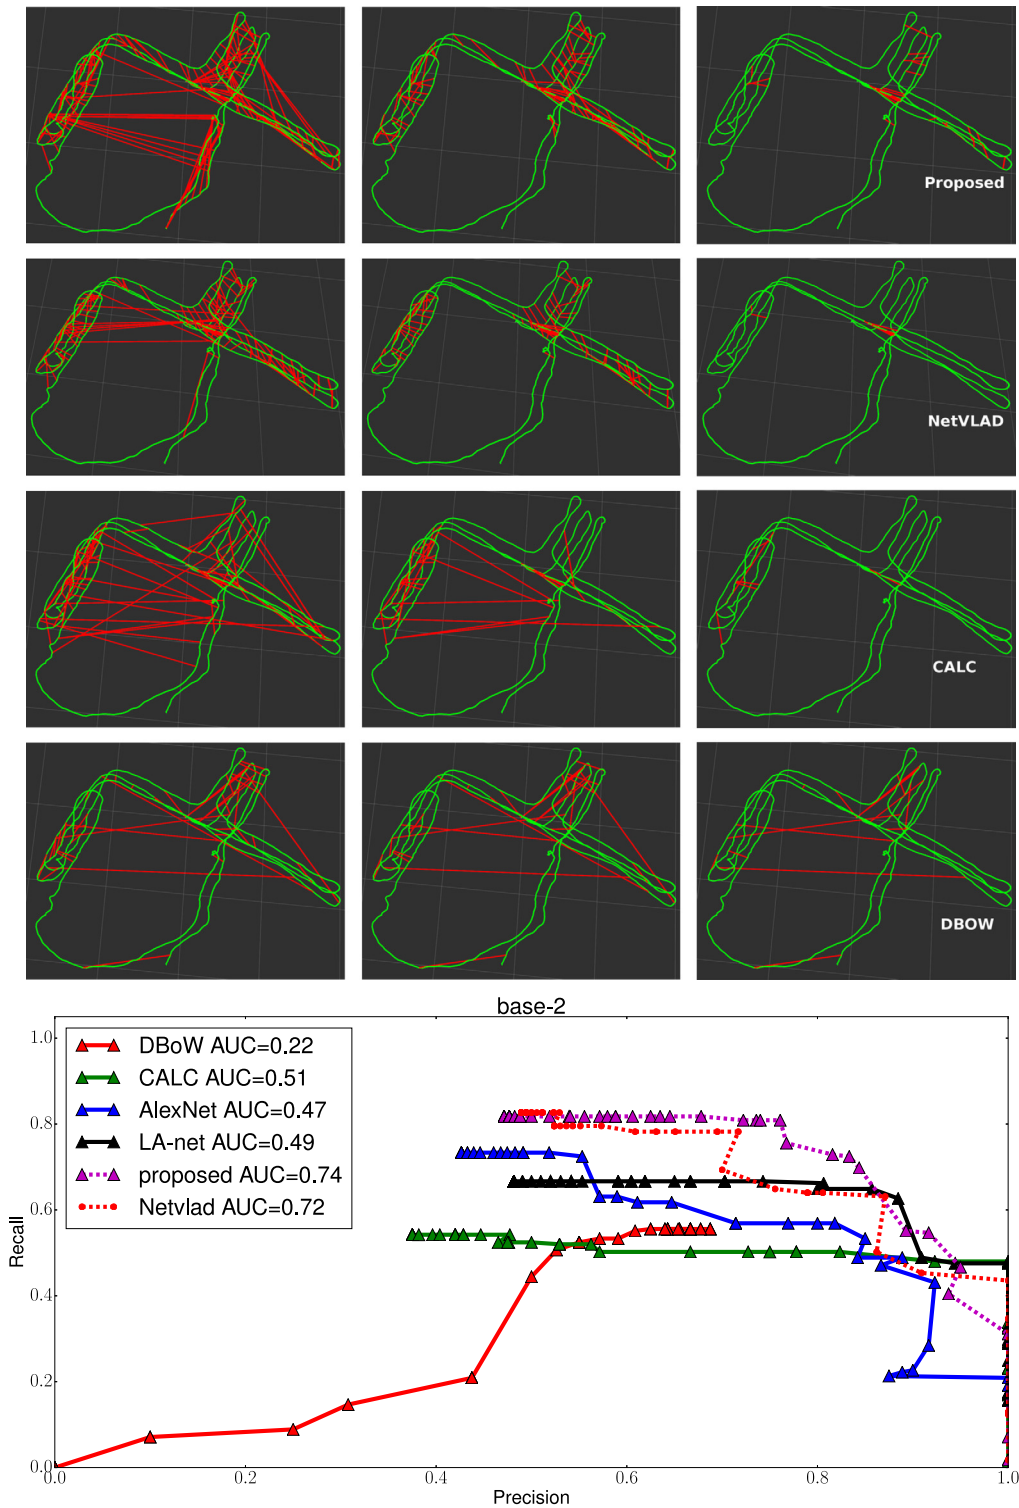 Proposed
NetVLAD
CALC
DBOW
base-2
DBoW AUC=0.22
CALC AUC=0.51
AlexNet AUC=0.47
LA-net AUC=0.49
proposed AUC=0.74
Netvlad AUC=0.72
1.0
0.8
0.6
0.4
0.2
0.0
Recall
0.0 0.2 0.4 0.6 0.8 1.0
Precision